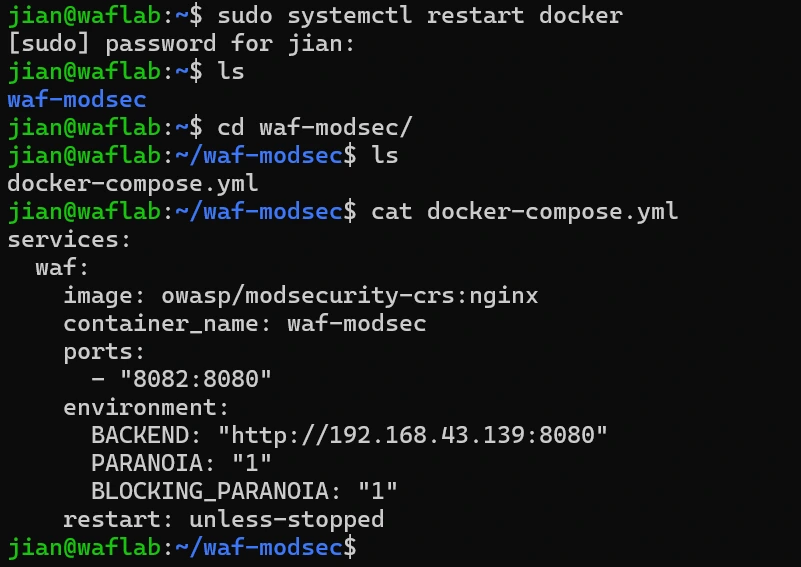 jian@waflab:~$ sudo systemctl restart docker
[sudo] password for jian:
jian@waflab:~$ ls
waf-modsec
jian@waflab:~$ cd waf-modsec/
jian@waflab:~/waf-modsec$ ls
docker-compose.yml
jian@waflab:~/waf-modsec$ cat docker-compose.yml
services:
  waf:
    image: owasp/modsecurity-crs:nginx
    container_name: waf-modsec
    ports:
      - "8082:8080"
    environment:
      BACKEND: "http://192.168.43.139:8080"
      PARANOIA: "1"
      BLOCKING_PARANOIA: "1"
    restart: unless-stopped
jian@waflab:~/waf-modsec$